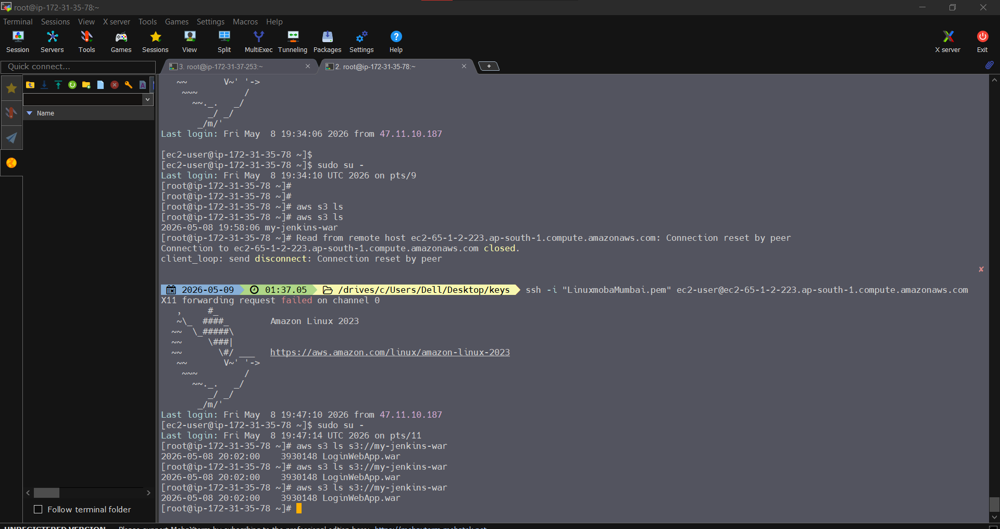 root@ip-172-31-35-78:~
Terminal Sessions View X server Tools Games Settings Macros Help
Session Servers Tools Games Sessions View Split MultiExec Tunneling Packages Settings Help X server Exit
Quick connect...
3. root@ip-172-31-37-253:~
2. root@ip-172-31-35-78:~
Name
   ~~       V~' '->
    ~~~         /
      ~~._.   _/
         _/ _/
       _/m/'
Last login: Fri May  8 19:34:06 2026 from 47.11.10.187
[ec2-user@ip-172-31-35-78 ~]$
[ec2-user@ip-172-31-35-78 ~]$ sudo su -
Last login: Fri May  8 19:34:10 UTC 2026 on pts/9
[root@ip-172-31-35-78 ~]#
[root@ip-172-31-35-78 ~]#
[root@ip-172-31-35-78 ~]# aws s3 ls
[root@ip-172-31-35-78 ~]# aws s3 ls
2026-05-08 19:58:06 my-jenkins-war
[root@ip-172-31-35-78 ~]# Read from remote host ec2-65-1-2-223.ap-south-1.compute.amazonaws.com: Connection reset by peer
Connection to ec2-65-1-2-223.ap-south-1.compute.amazonaws.com closed.
client_loop: send disconnect: Connection reset by peer
2026-05-09 01:37.05 /drives/c/Users/Dell/Desktop/keys ssh -i "LinuxmobaMumbai.pem" ec2-user@ec2-65-1-2-223.ap-south-1.compute.amazonaws.com
X11 forwarding request failed on channel 0
   ,     #_
   ~\_  ####_        Amazon Linux 2023
  ~~  \_#####\
  ~~     \###|
  ~~       \#/ ___   https://aws.amazon.com/linux/amazon-linux-2023
   ~~       V~' '->
    ~~~         /
      ~~._.   _/
         _/ _/
       _/m/'
Last login: Fri May  8 19:47:10 2026 from 47.11.10.187
[ec2-user@ip-172-31-35-78 ~]$ sudo su -
Last login: Fri May  8 19:47:14 UTC 2026 on pts/11
[root@ip-172-31-35-78 ~]# aws s3 ls s3://my-jenkins-war
2026-05-08 20:02:00    3930148 LoginWebApp.war
[root@ip-172-31-35-78 ~]# aws s3 ls s3://my-jenkins-war
2026-05-08 20:02:00    3930148 LoginWebApp.war
[root@ip-172-31-35-78 ~]# aws s3 ls s3://my-jenkins-war
2026-05-08 20:02:00    3930148 LoginWebApp.war
[root@ip-172-31-35-78 ~]#
Follow terminal folder
UNREGISTERED VERSION - Please support MobaXterm by subscribing to the professional edition here: https://mobaxterm.mobatek.net